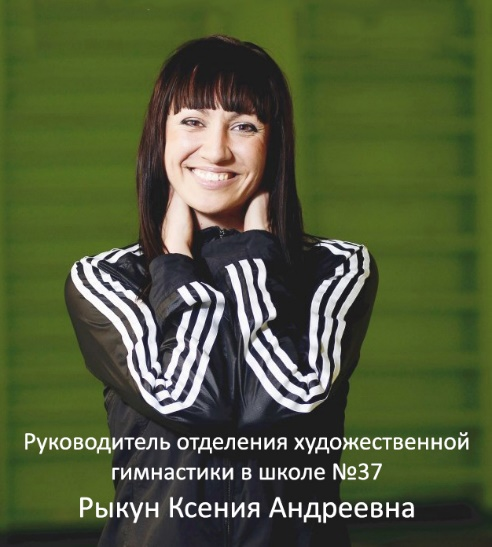 Руководитель отделения художественной
гимнастики в школе №37
Рыкун Ксения Андреевна